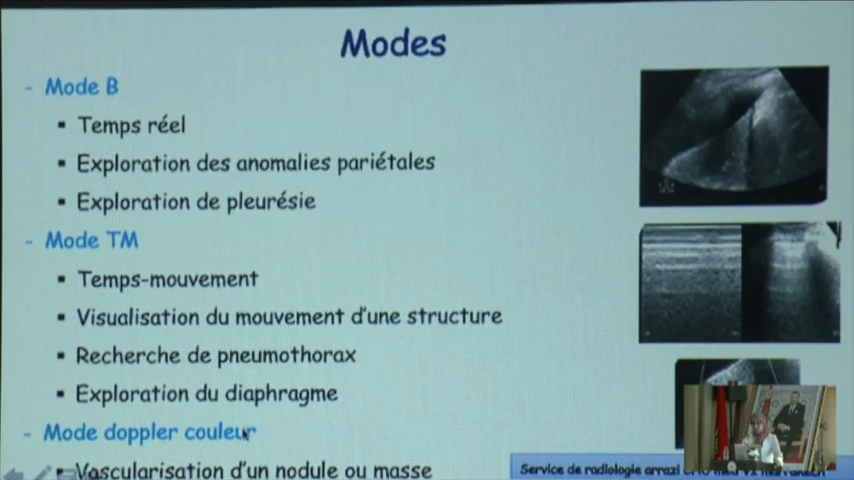 Modes
- Mode B
▪ Temps réel
▪ Exploration des anomalies pariétales
▪ Exploration de pleurésie
- Mode TM
▪ Temps-mouvement
▪ Visualisation du mouvement d'une structure
▪ Recherche de pneumothorax
▪ Exploration du diaphragme
- Mode doppler couleur
▪ Vascularisation d'un nodule ou masse
Service de radiologie arrazi